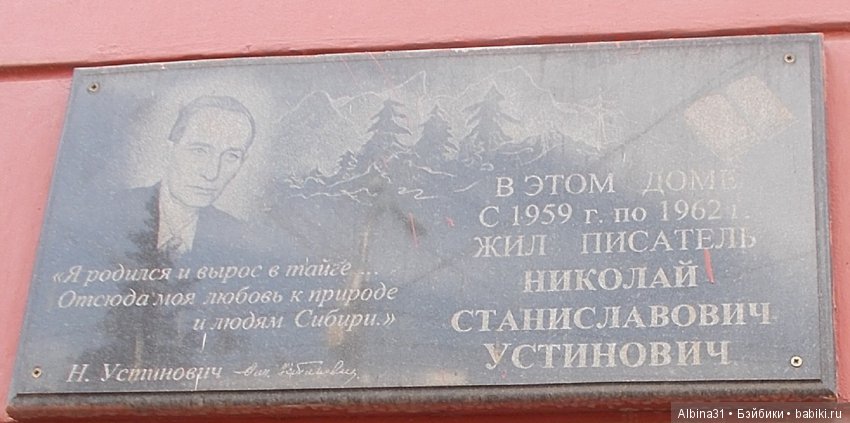 В ЭТОМ ДОМЕ
С 1959 г. по 1962 г.
ЖИЛ ПИСАТЕЛЬ
НИКОЛАЙ
СТАНИСЛАВОВИЧ
УСТИНОВИЧ
«Я родился и вырос в тайге ...
Отсюда моя любовь к природе
и людям Сибири.»
Н. Устинович
Albina31 • Бэйбики • babiki.ru